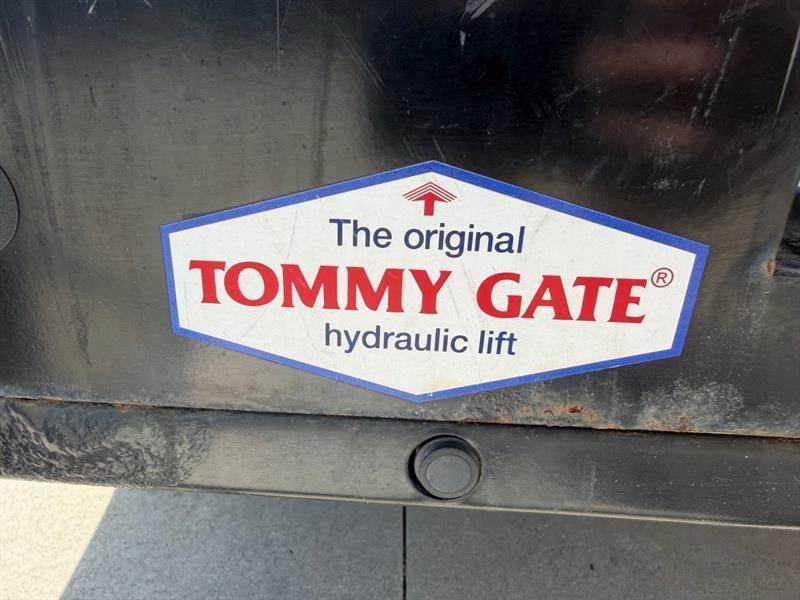 The original
TOMMY GATE®
hydraulic lift